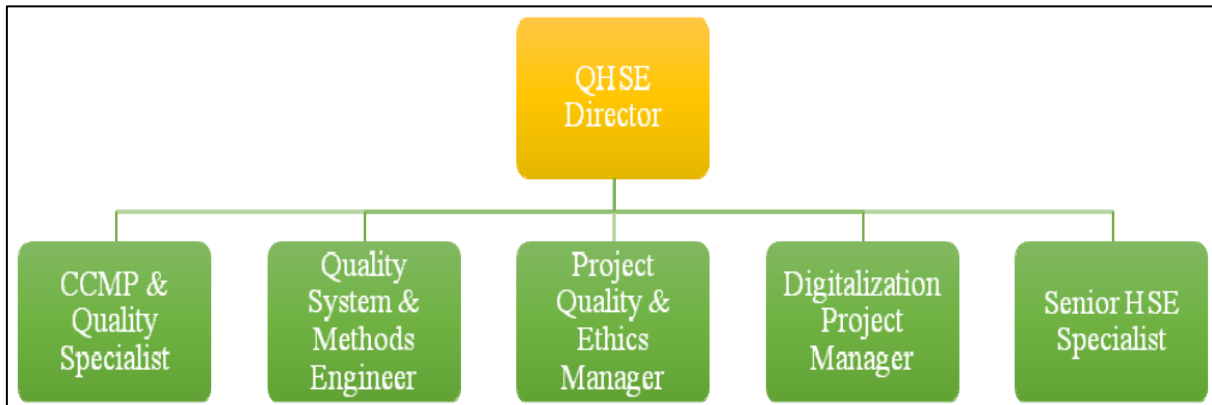 QHSE
Director
CCMP &
Quality
Specialist
Quality
System &
Methods
Engineer
Project
Quality &
Ethics
Manager
Digitalization
Project
Manager
Senior HSE
Specialist